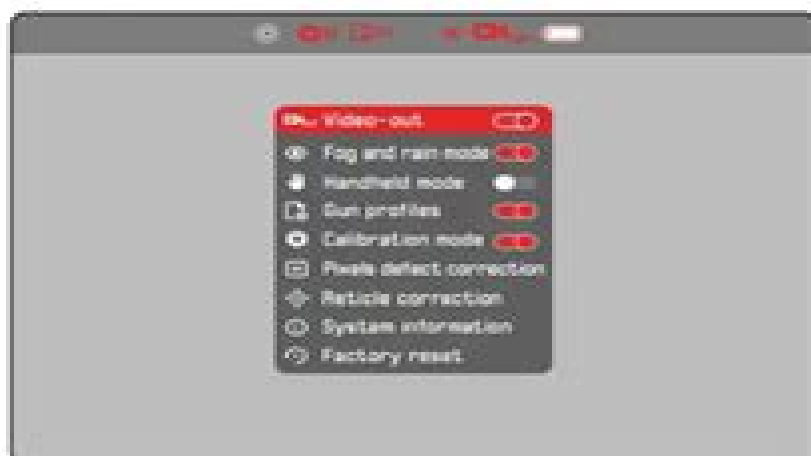 Video-out
Fog and rain mode
Handheld mode
Gun profiles
Calibration mode
Pixels defect correction
Reticle correction
System information
Factory reset